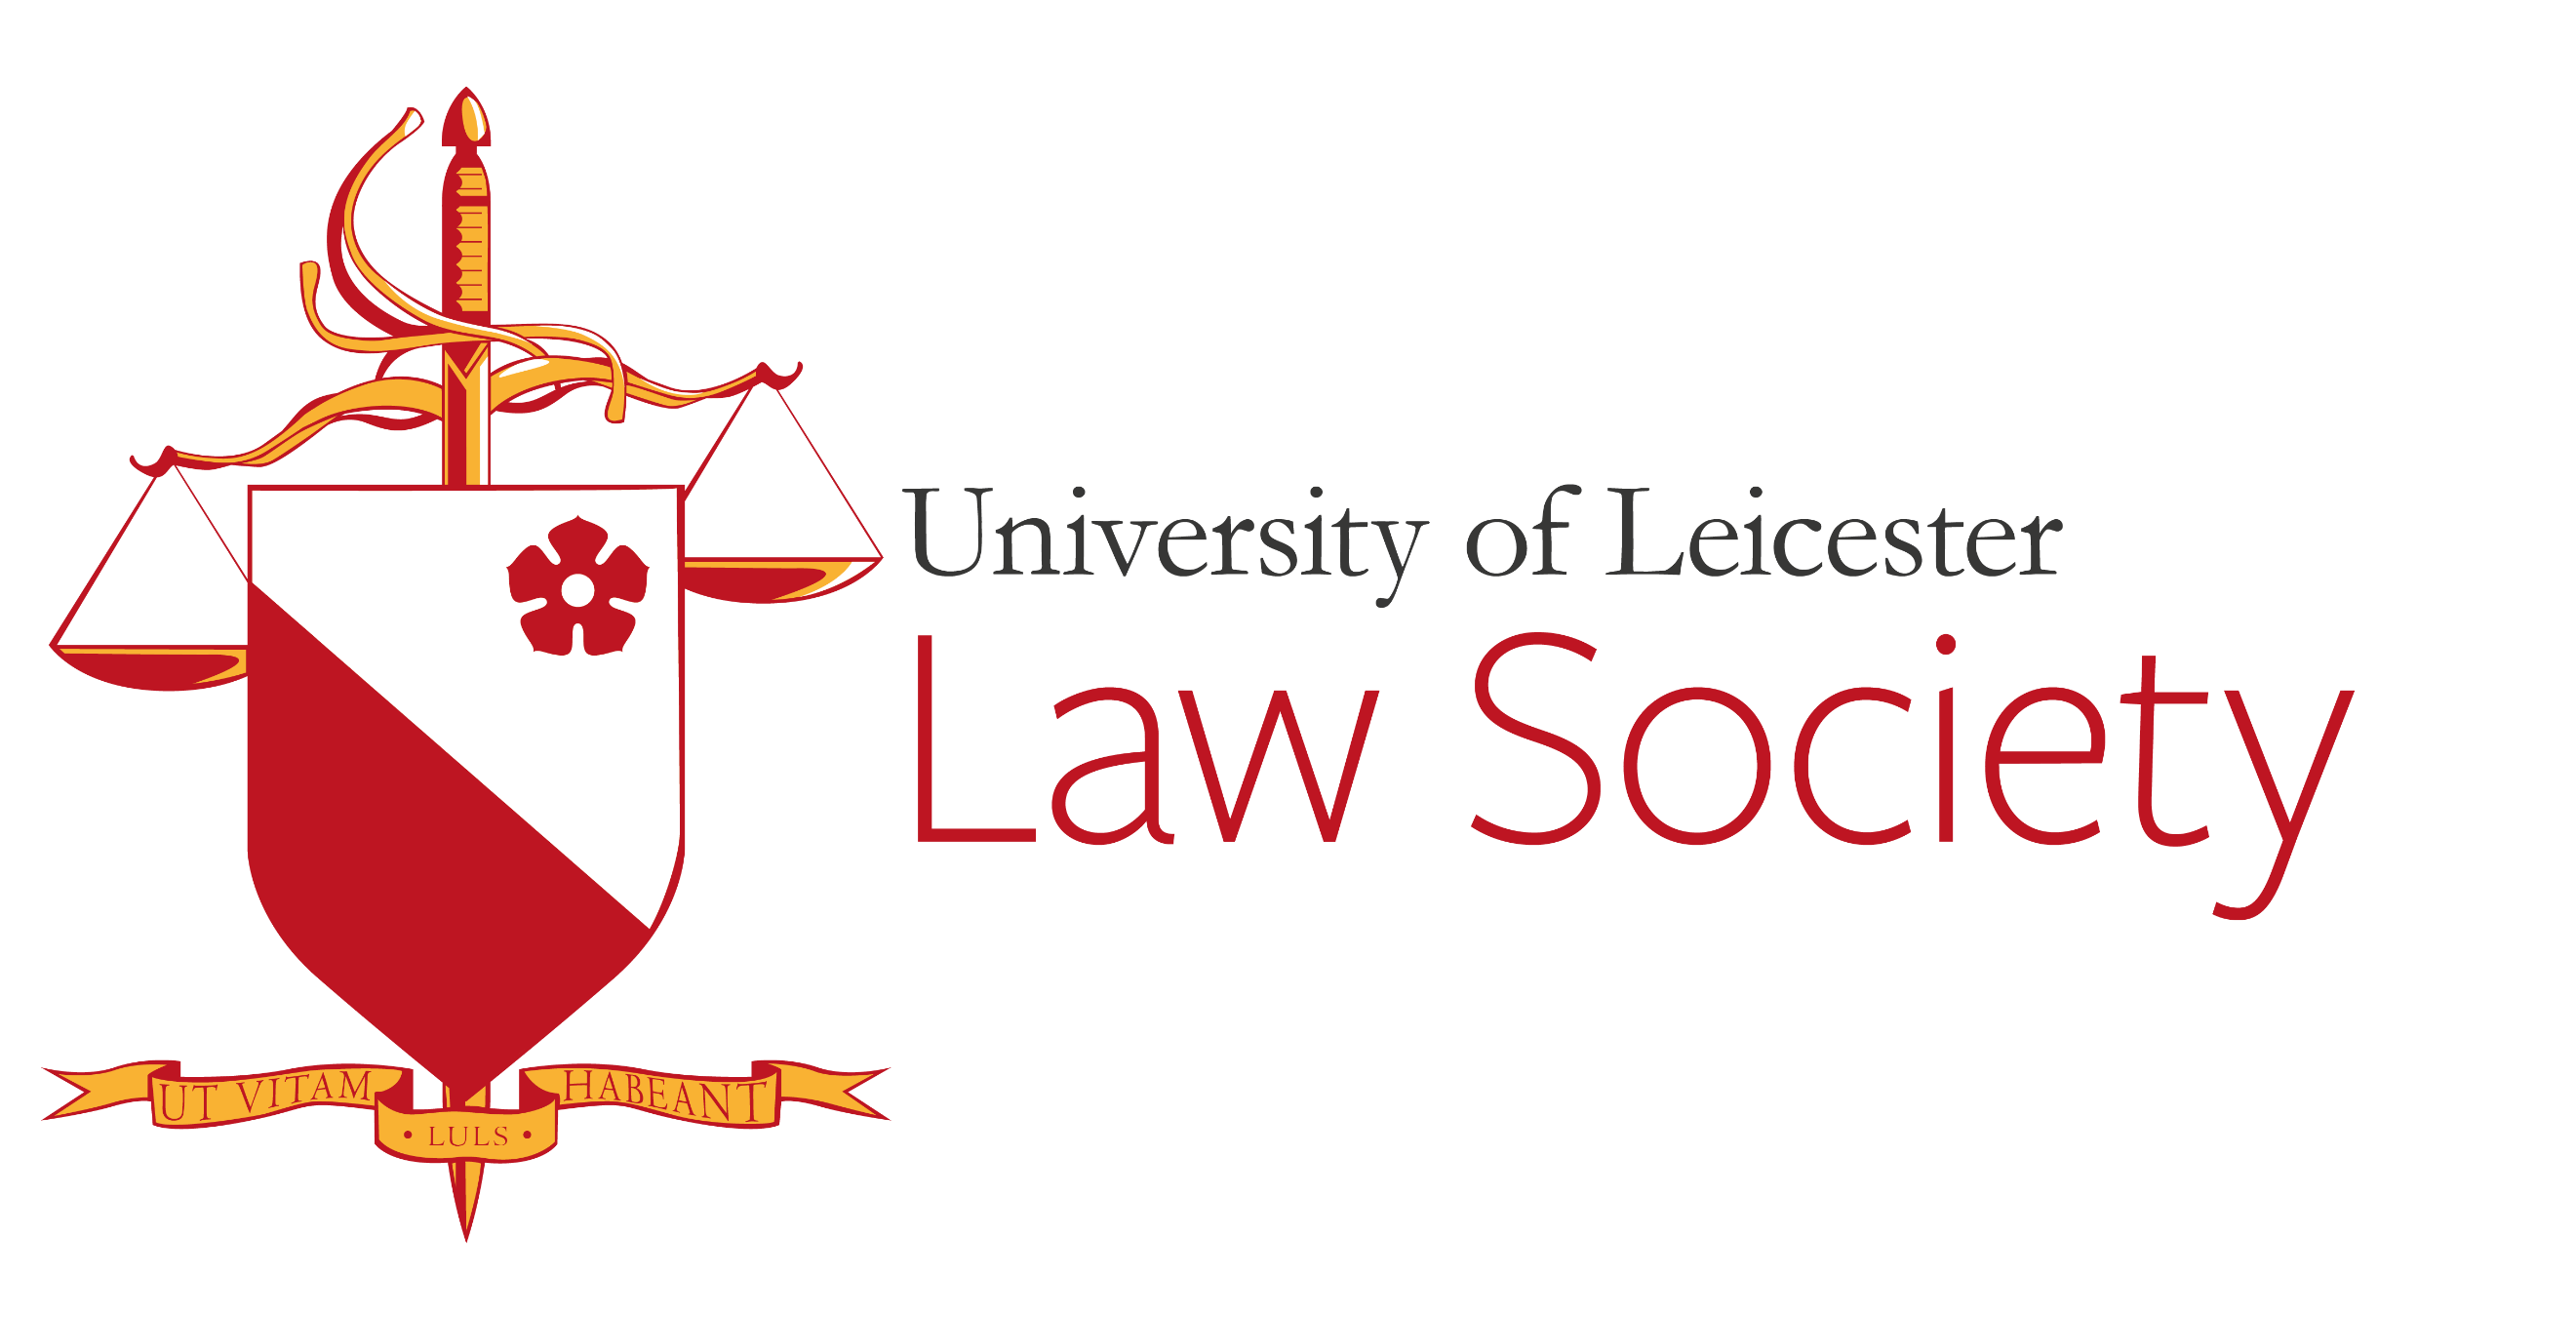 University of Leicester
Law Society
UT VITAM HABEANT
• LULS •